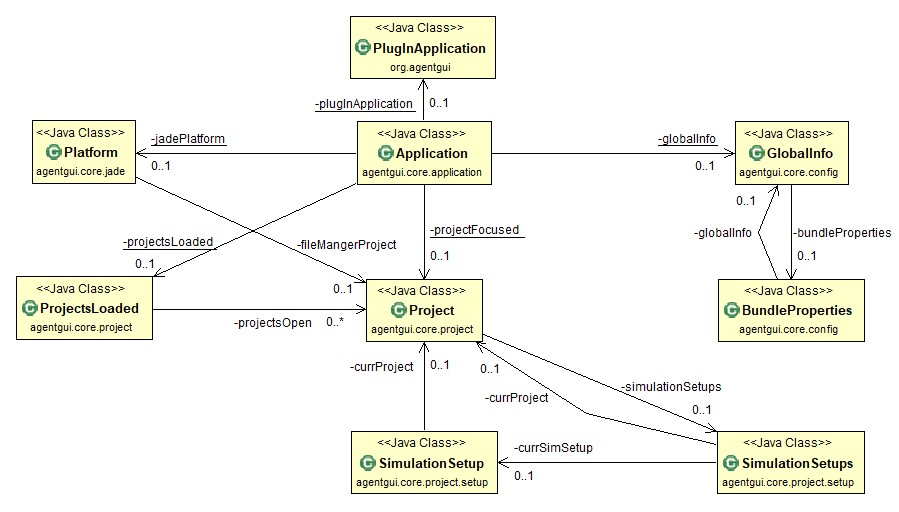 <<Java Class>>
PlugInApplication
org.agentgui
-plugInApplication
0..1
<<Java Class>>
Platform
agentgui.core.jade
-jadePlatform
0..1
<<Java Class>>
Application
agentgui.core.application
-globalInfo
0..1
<<Java Class>>
GlobalInfo
agentgui.core.config
0..1
-projectsLoaded
0..1
-fileMangerProject
0..1
-projectFocused
0..1
-globalInfo
-bundleProperties
0..1
<<Java Class>>
ProjectsLoaded
agentgui.core.project
-projectsOpen
0..*
<<Java Class>>
Project
agentgui.core.project
<<Java Class>>
BundleProperties
agentgui.core.config
-currProject
0..1
0..1
-currProject
-simulationSetups
0..1
<<Java Class>>
SimulationSetup
agentgui.core.project.setup
-currSimSetup
0..1
<<Java Class>>
SimulationSetups
agentgui.core.project.setup